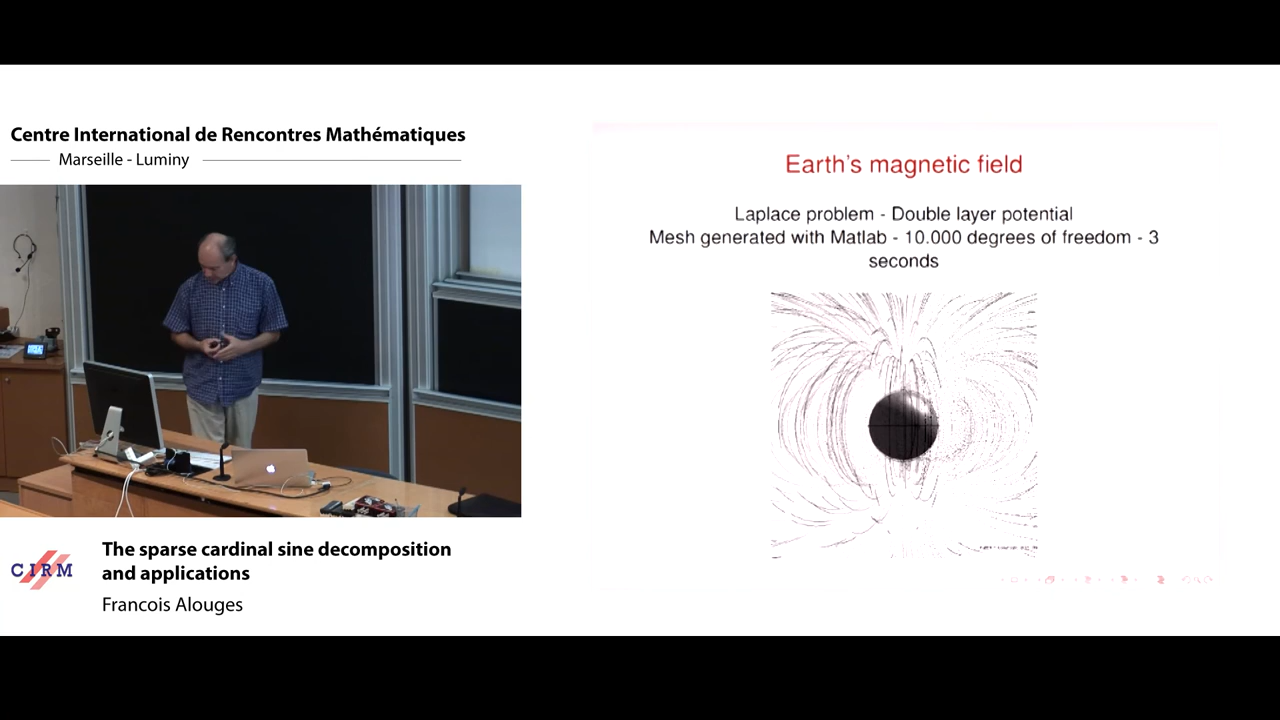 Centre International de Rencontres Mathématiques
Marseille - Luminy
Earth's magnetic field
Laplace problem - Double layer potential
Mesh generated with Matlab - 10.000 degrees of freedom - 3
seconds
CIRM
The sparse cardinal sine decomposition
and applications
Francois Alouges